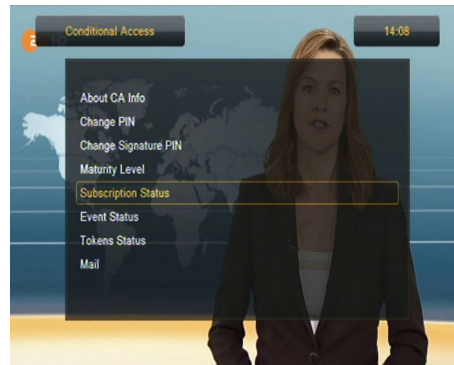 Conditional Access
14:08
About CA Info
Change PIN
Change Signature PIN
Maturity Level
Subscription Status
Event Status
Tokens Status
Mail